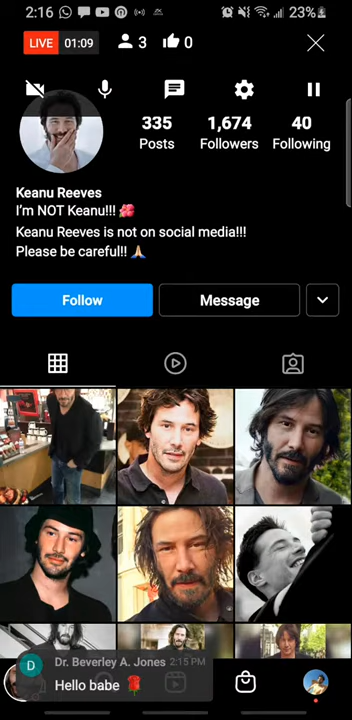 2:16
23%
LIVE 01:09 3 0
335 1,674 40
Posts Followers Following
Keanu Reeves
I'm NOT Keanu!!! 🌺
Keanu Reeves is not on social media!!!
Please be careful!! 🙏🏼
Follow Message
D Dr. Beverley A. Jones 2:15 PM
Hello babe 🌹